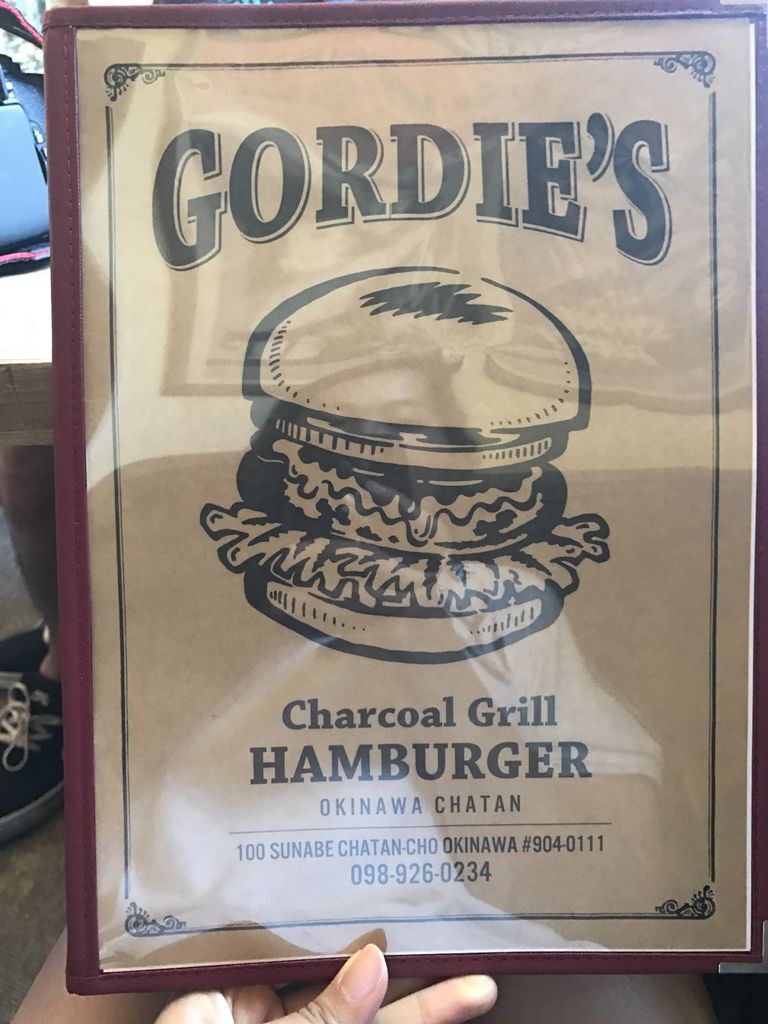 GORDIE'S
Charcoal Grill
HAMBURGER
OKINAWA CHATAN
100 SUNABE CHATAN-CHO OKINAWA #904-0111
098-926-0234